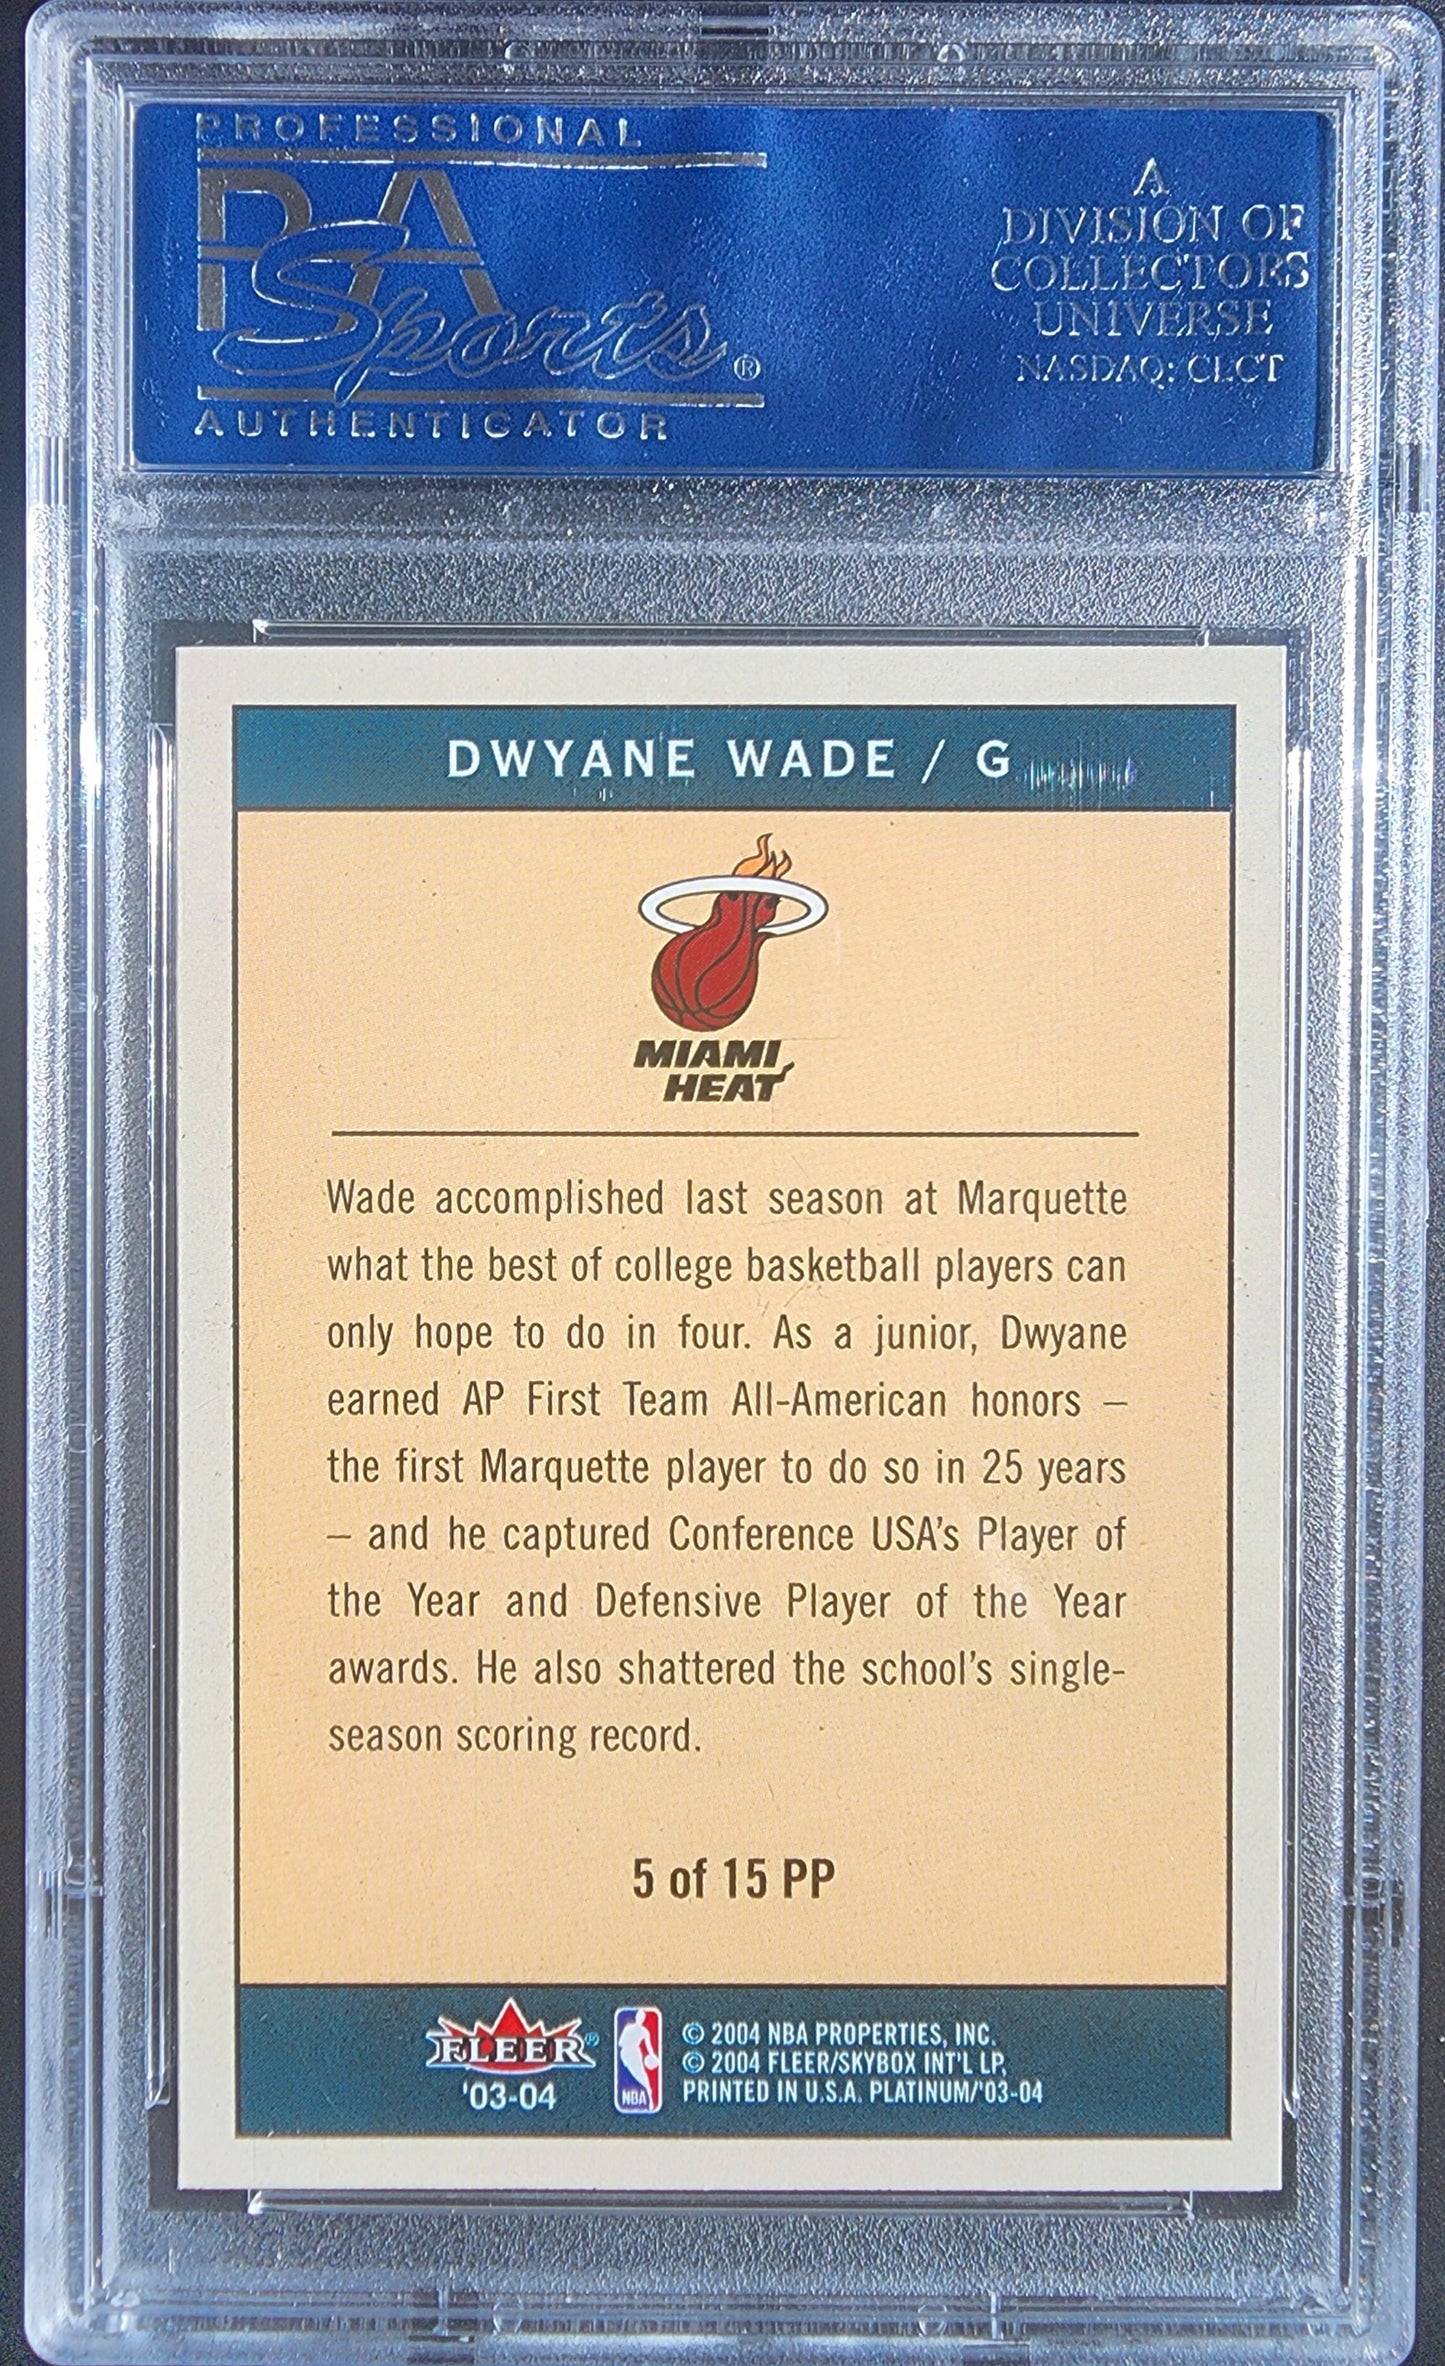 PROFESSIONAL
PSA
Sports®
AUTHENTICATOR
A
DIVISION OF
COLLECTORS
UNIVERSE
NASDAQ: CLCT
DWYANE WADE / G
MIAMI
HEAT
Wade accomplished last season at Marquette
what the best of college basketball players can
only hope to do in four. As a junior, Dwyane
earned AP First Team All-American honors –
the first Marquette player to do so in 25 years
– and he captured Conference USA's Player of
the Year and Defensive Player of the Year
awards. He also shattered the school's single-
season scoring record.
5 of 15 PP
FLEER®
'03-04
NBA
© 2004 NBA PROPERTIES, INC.
© 2004 FLEER/SKYBOX INT'L LP,
PRINTED IN U.S.A. PLATINUM/'03-04